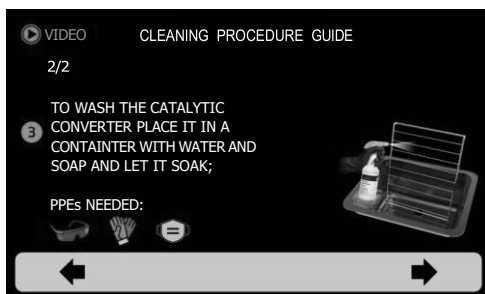 VIDEO
CLEANING PROCEDURE GUIDE
2/2
3
TO WASH THE CATALYTIC
CONVERTER PLACE IT IN A
CONTAINTER WITH WATER AND
SOAP AND LET IT SOAK;
PPEs NEEDED: